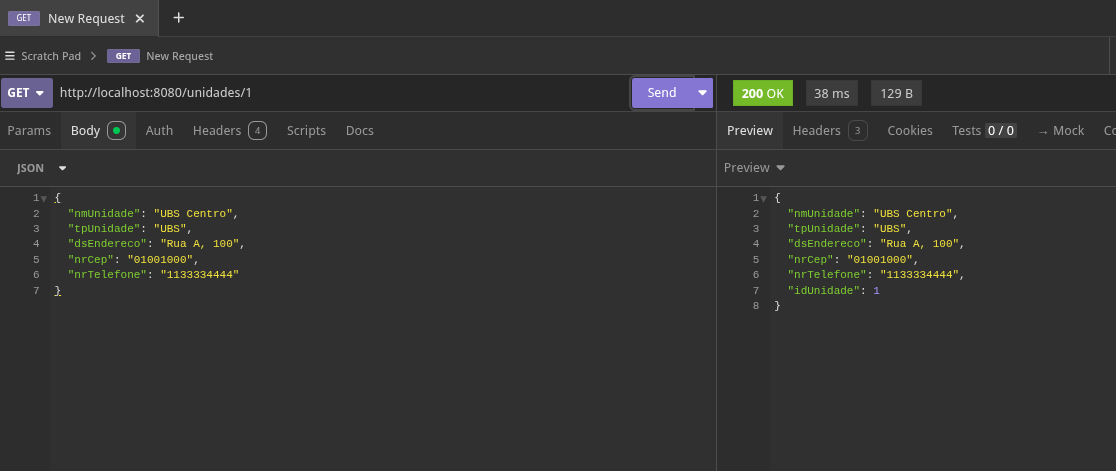 GET New Request ✕ +
Scratch Pad > GET New Request
GET http://localhost:8080/unidades/1 Send 200 OK 38 ms 129 B
Params Body Auth Headers 4 Scripts Docs
Preview Headers 3 Cookies Tests 0 / 0 → Mock
JSON
Preview
1 {
2 "nmUnidade": "UBS Centro",
3 "tpUnidade": "UBS",
4 "dsEndereco": "Rua A, 100",
5 "nrCep": "01001000",
6 "nrTelefone": "1133334444"
7 }
1 {
2 "nmUnidade": "UBS Centro",
3 "tpUnidade": "UBS",
4 "dsEndereco": "Rua A, 100",
5 "nrCep": "01001000",
6 "nrTelefone": "1133334444",
7 "idUnidade": 1
8 }